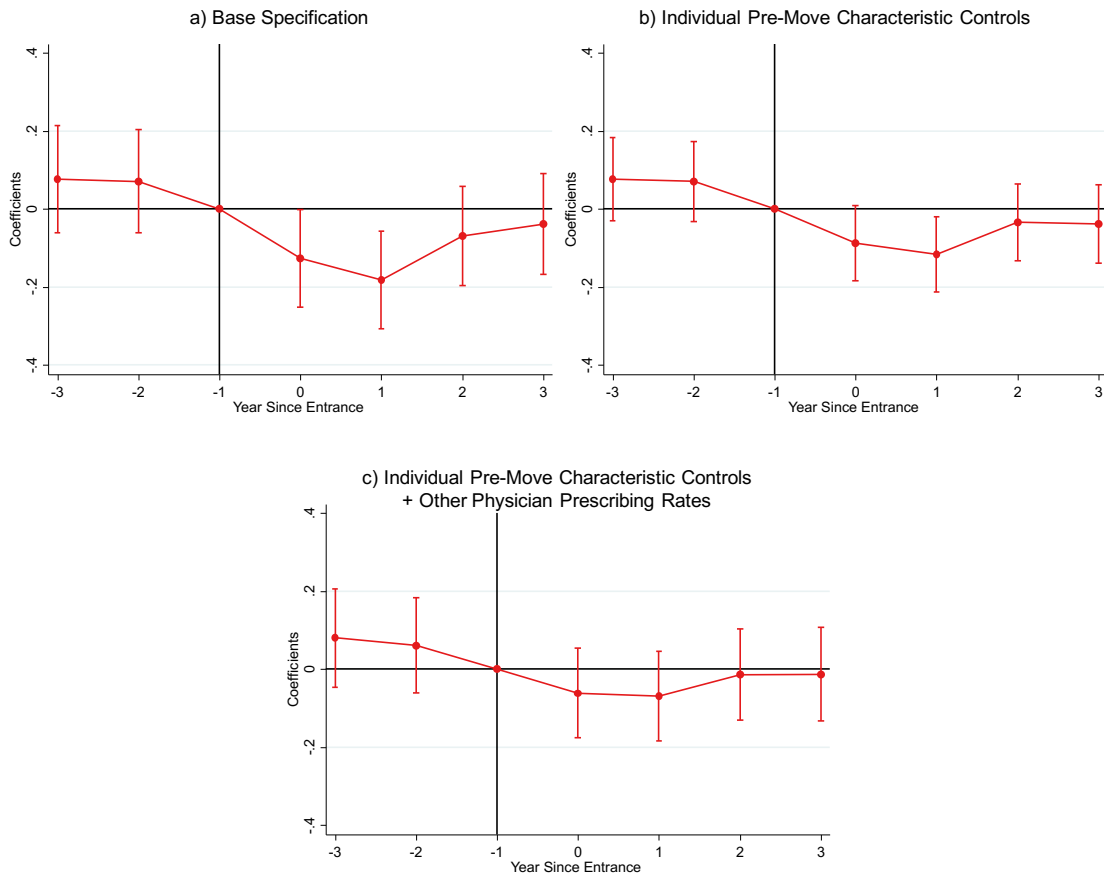 a) Base Specification
.4
.2
0
-.2
-.4
Coefficients
-3 -2 -1 0 1 2 3
Year Since Entrance
b) Individual Pre-Move Characteristic Controls
.4
.2
0
-.2
-.4
Coefficients
-3 -2 -1 0 1 2 3
Year Since Entrance
c) Individual Pre-Move Characteristic Controls
+ Other Physician Prescribing Rates
.4
.2
0
-.2
-.4
Coefficients
-3 -2 -1 0 1 2 3
Year Since Entrance